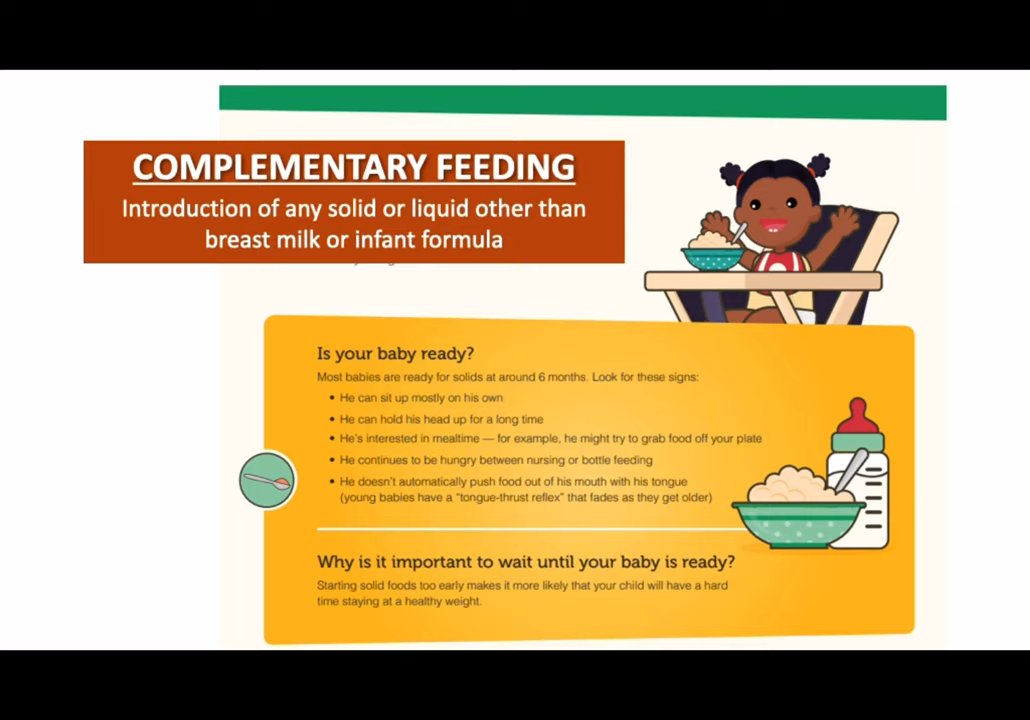 COMPLEMENTARY FEEDING
Introduction of any solid or liquid other than
breast milk or infant formula
Is your baby ready?
Most babies are ready for solids at around 6 months. Look for these signs:
• He can sit up mostly on his own
• He can hold his head up for a long time
• He's interested in mealtime — for example, he might try to grab food off your plate
• He continues to be hungry between nursing or bottle feeding
• He doesn't automatically push food out of his mouth with his tongue
(young babies have a "tongue-thrust reflex" that fades as they get older)
Why is it important to wait until your baby is ready?
Starting solid foods too early makes it more likely that your child will have a hard
time staying at a healthy weight.